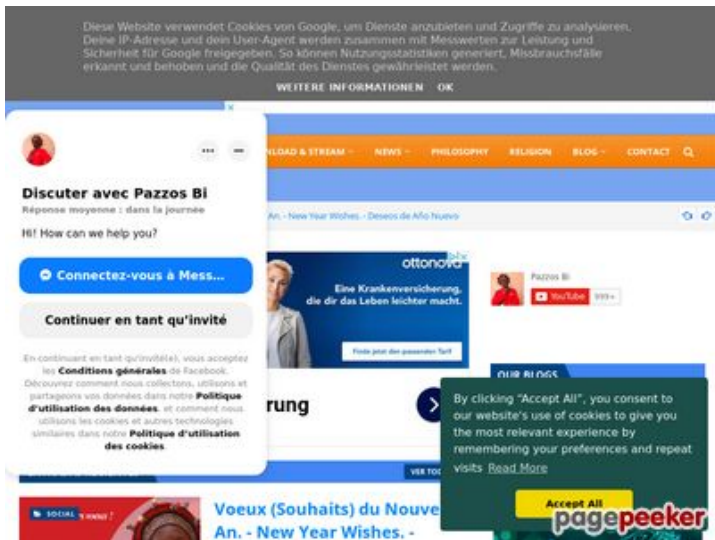 Diese Website verwendet Cookies von Google, um Dienste anzubieten und Zugriffe zu analysieren.
Deine IP-Adresse und dein User-Agent werden zusammen mit Messwerten zur Leistung und
Sicherheit für Google freigegeben. So können Nutzungsstatistiken generiert, Missbrauchsfälle
erkannt und behoben und die Qualität des Dienstes gewährleistet werden.
WEITERE INFORMATIONEN OK
NLOAD & STREAM NEWS PHILOSOPHY RELIGION BLOG CONTACT
Discuter avec Pazzos Bi
Réponse moyenne : dans la journée
Hi! How can we help you?
Connectez-vous à Mess...
Continuer en tant qu'invité
En continuant en tant qu'invité(e), vous acceptez
les Conditions générales de Facebook.
Découvrez comment nous collectons, utilisons et
partageons vos données dans notre Politique
d'utilisation des données, et comment nous
utilisons les cookies et autres technologies
similaires dans notre Politique d'utilisation
des cookies.
An. - New Year Wishes. - Deseos de Año Nuevo
ottonova
Eine Krankenversicherung,
die dir das Leben leichter macht.
Finde jetzt den passenden Tarif
rung
Pazzos Bi
YouTube 999+
OUR BLOGS
By clicking "Accept All", you consent to
our website's use of cookies to give you
the most relevant experience by
remembering your preferences and repeat
visits Read More
Accept All
VER TO
SOCIAL
Voeux (Souhaits) du Nouve
An. - New Year Wishes. -
pagepeeker